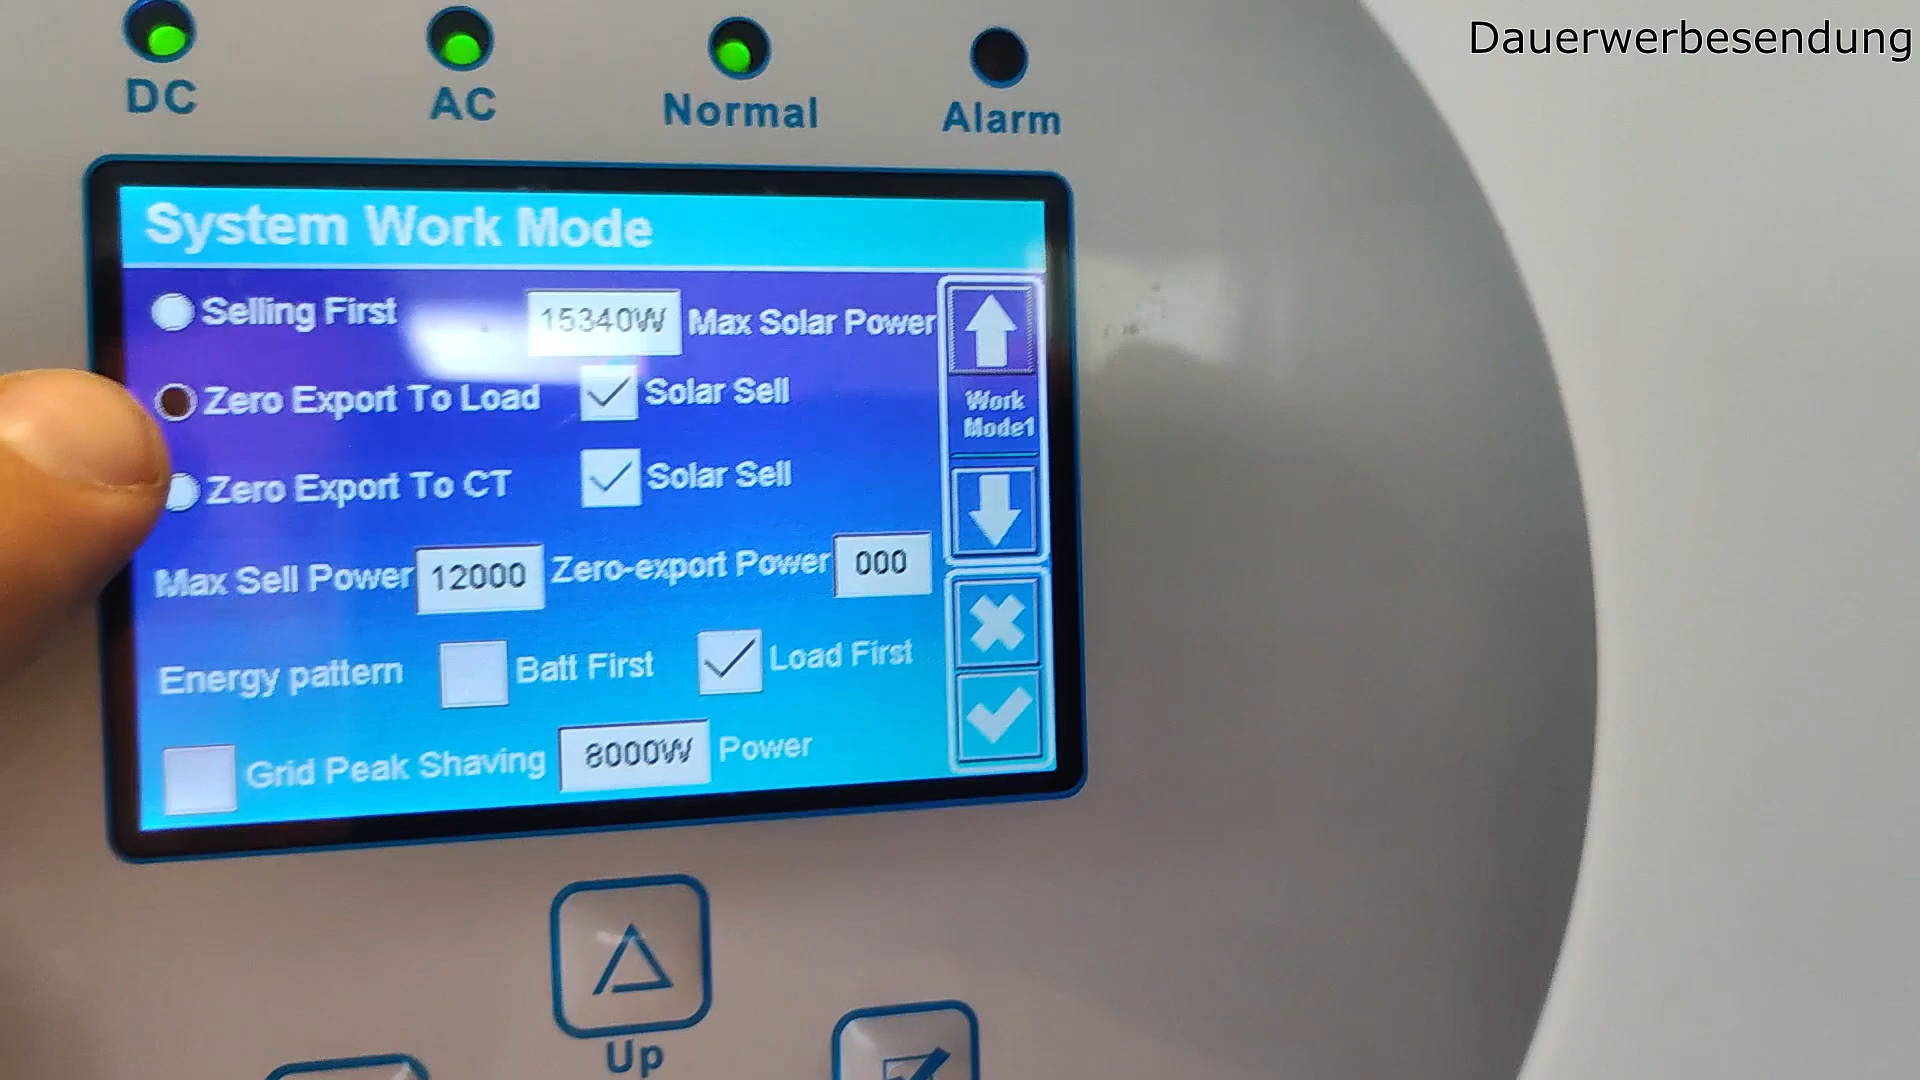 Dauerwerbesendung
DC
AC
Normal
Alarm
System Work Mode
Selling First
15340W
Max Solar Power
Zero Export To Load
Solar Sell
Work
Mode1
Zero Export To CT
Solar Sell
Max Sell Power
12000
Zero-export Power
000
Energy pattern
Batt First
Load First
Grid Peak Shaving
8000W
Power
Up